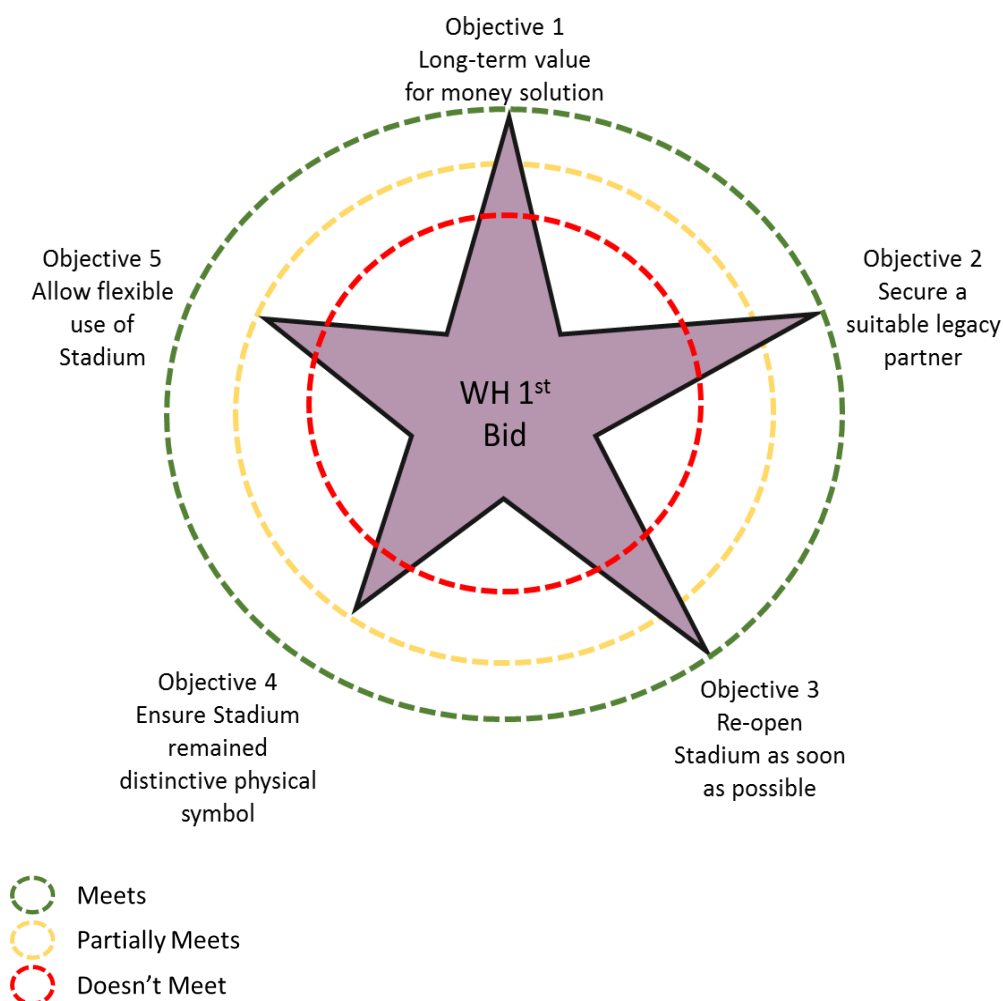 Objective 1
Long-term value
for money solution
Objective 5
Allow flexible
use of
Stadium
Objective 2
Secure a
suitable legacy
partner
WH 1st
Bid
Objective 4
Ensure Stadium
remained
distinctive physical
symbol
Objective 3
Re-open
Stadium as soon
as possible
Meets
Partially Meets
Doesn't Meet